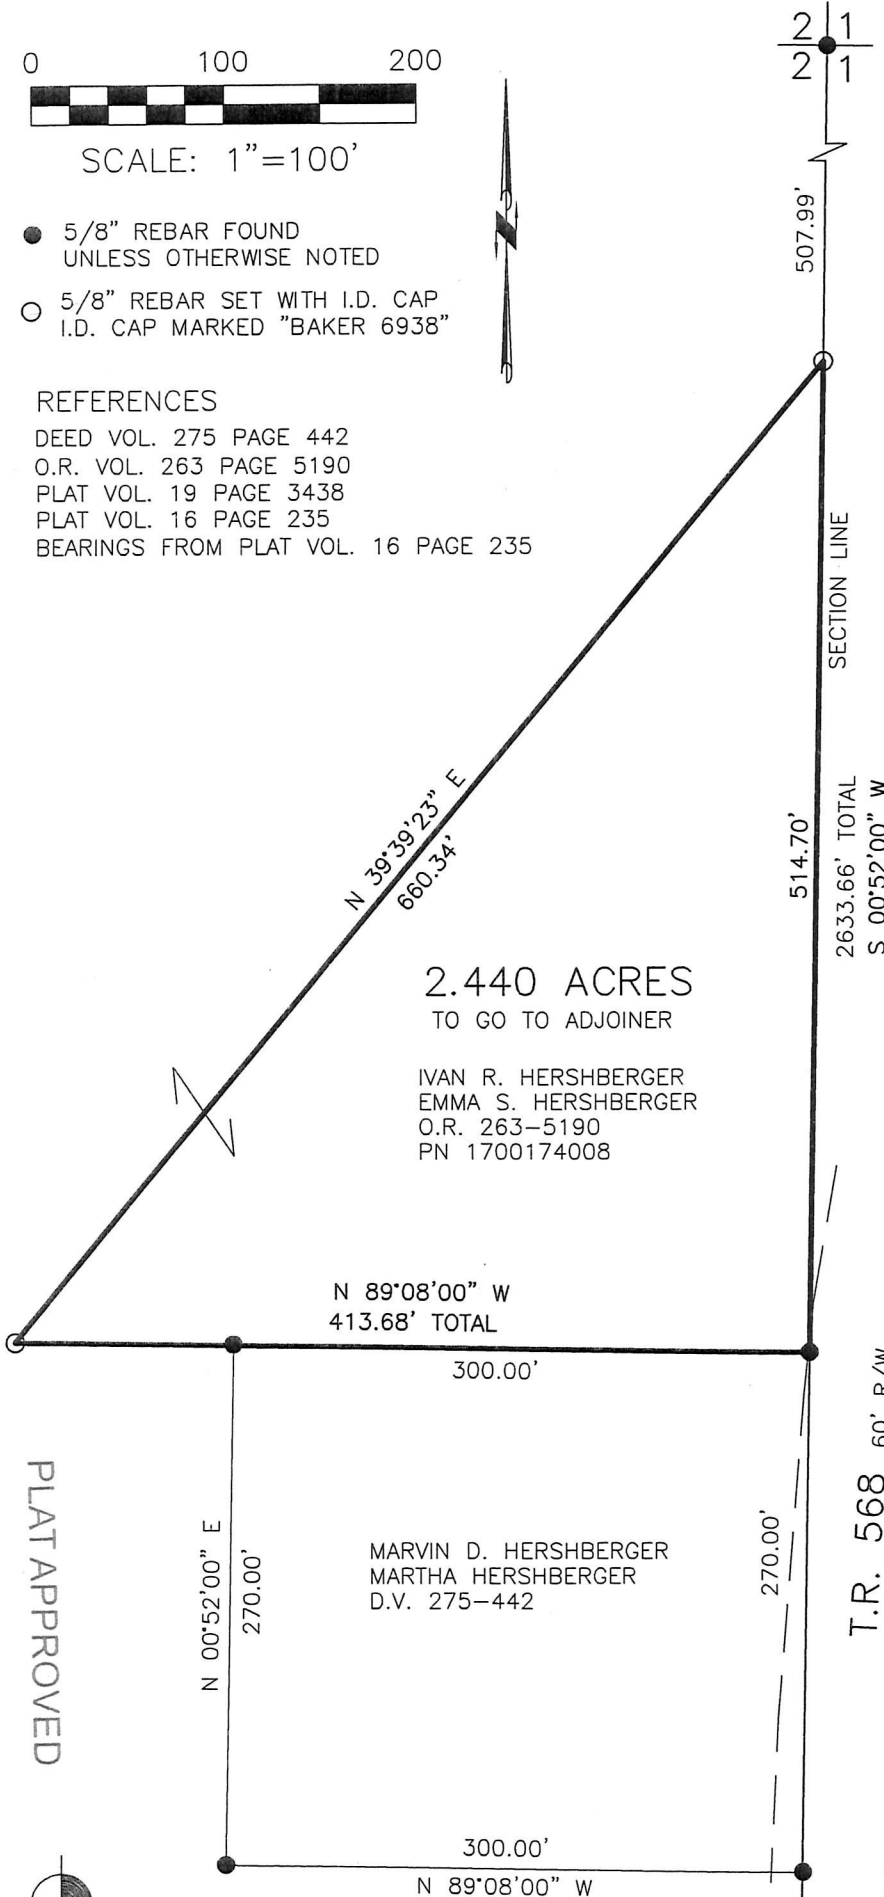 2 1
2 1
0 100 200
SCALE: 1"=100'
5/8" REBAR FOUND
UNLESS OTHERWISE NOTED
5/8" REBAR SET WITH I.D. CAP
I.D. CAP MARKED "BAKER 6938"
507.99'
REFERENCES
DEED VOL. 275 PAGE 442
O.R. VOL. 263 PAGE 5190
PLAT VOL. 19 PAGE 3438
PLAT VOL. 16 PAGE 235
BEARINGS FROM PLAT VOL. 16 PAGE 235
SECTION LINE
N 39°39'23" E
660.34'
514.70'
2633.66' TOTAL
S 00°52'00" W
2.440 ACRES
TO GO TO ADJOINER
IVAN R. HERSHBERGER
EMMA S. HERSHBERGER
O.R. 263-5190
PN 1700174008
N 89°08'00" W
413.68' TOTAL
300.00'
T.R. 568 60' R/W
PLAT APPROVED
N 00°52'00" E
270.00'
MARVIN D. HERSHBERGER
MARTHA HERSHBERGER
D.V. 275-442
270.00'
300.00'
N 89°08'00" W